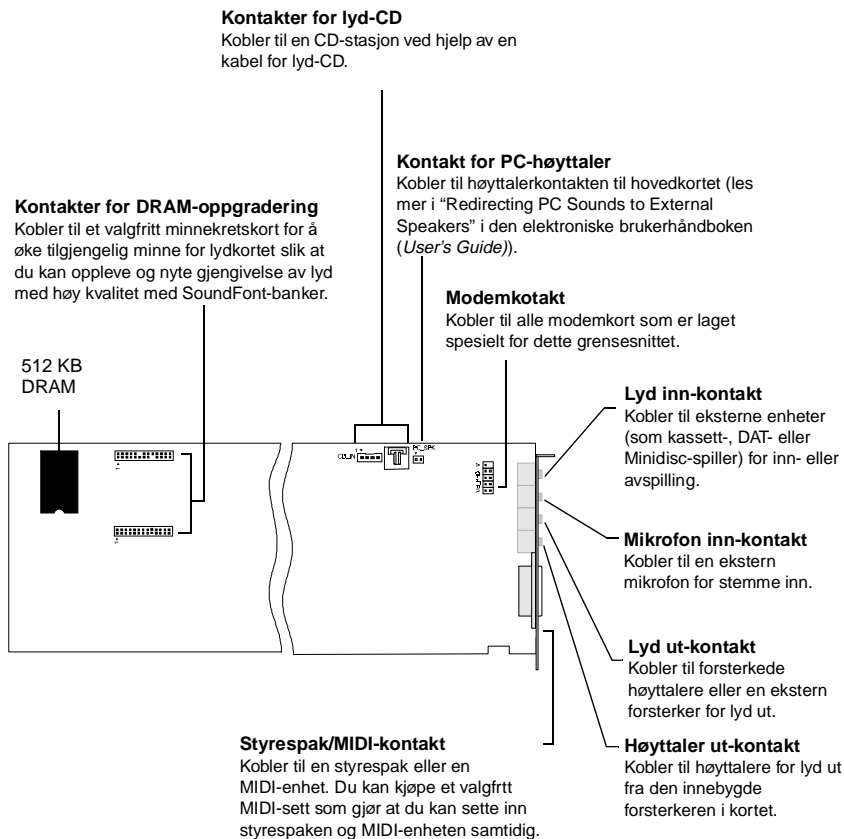 Kontakter for lyd-CD
Kobler til en CD-stasjon ved hjelp av en
kabel for lyd-CD.
Kontakt for PC-høyttaler
Kobler til høyttalerkontakten til hovedkortet (les
mer i “Redirecting PC Sounds to External
Speakers” i den elektroniske brukerhåndboken
(User's Guide)).
Kontakter for DRAM-oppgradering
Kobler til et valgfritt minnekretskort for å
øke tilgjengelig minne for lydkortet slik at
du kan oppleve og nyte gjengivelse av lyd
med høy kvalitet med SoundFont-banker.
Modemkotakt
Kobler til alle modemkort som er laget
spesielt for dette grensesnittet.
512 KB
DRAM
Lyd inn-kontakt
Kobler til eksterne enheter
(som kassett-, DAT- eller
Minidisc-spiller) for inn- eller
avspilling.
CD_IN
PC_SPK
Mikrofon inn-kontakt
Kobler til en ekstern
mikrofon for stemme inn.
Lyd ut-kontakt
Kobler til forsterkede
høyttalere eller en ekstern
forsterker for lyd ut.
Styrespak/MIDI-kontakt
Kobler til en styrespak eller en
MIDI-enhet. Du kan kjøpe et valgfrtt
MIDI-sett som gjør at du kan sette inn
styrespaken og MIDI-enheten samtidig.
Høyttaler ut-kontakt
Kobler til høyttalere for lyd ut
fra den innebygde
forsterkeren i kortet.